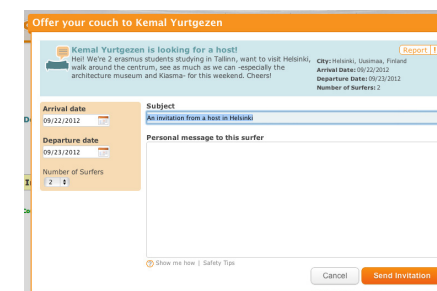 Offer your couch to Kemal Yurtgezen
Kemal Yurtgezen is looking for a host!
Hei! We're 2 erasmus students studying in Tallinn, want to visit Helsinki,
walk around the centrum, see as much as we can -especially the
architecture museum and Kiasma- for this weekend. Cheers!
Report !
City: Helsinki, Uusimaa, Finland
Arrival Date: 09/22/2012
Departure Date: 09/23/2012
Number of Surfers: 2
Arrival date
09/22/2012
Departure date
09/23/2012
Number of Surfers
2
Subject
An invitation from a host in Helsinki
Personal message to this surfer
Show me how | Safety Tips
Cancel
Send Invitation